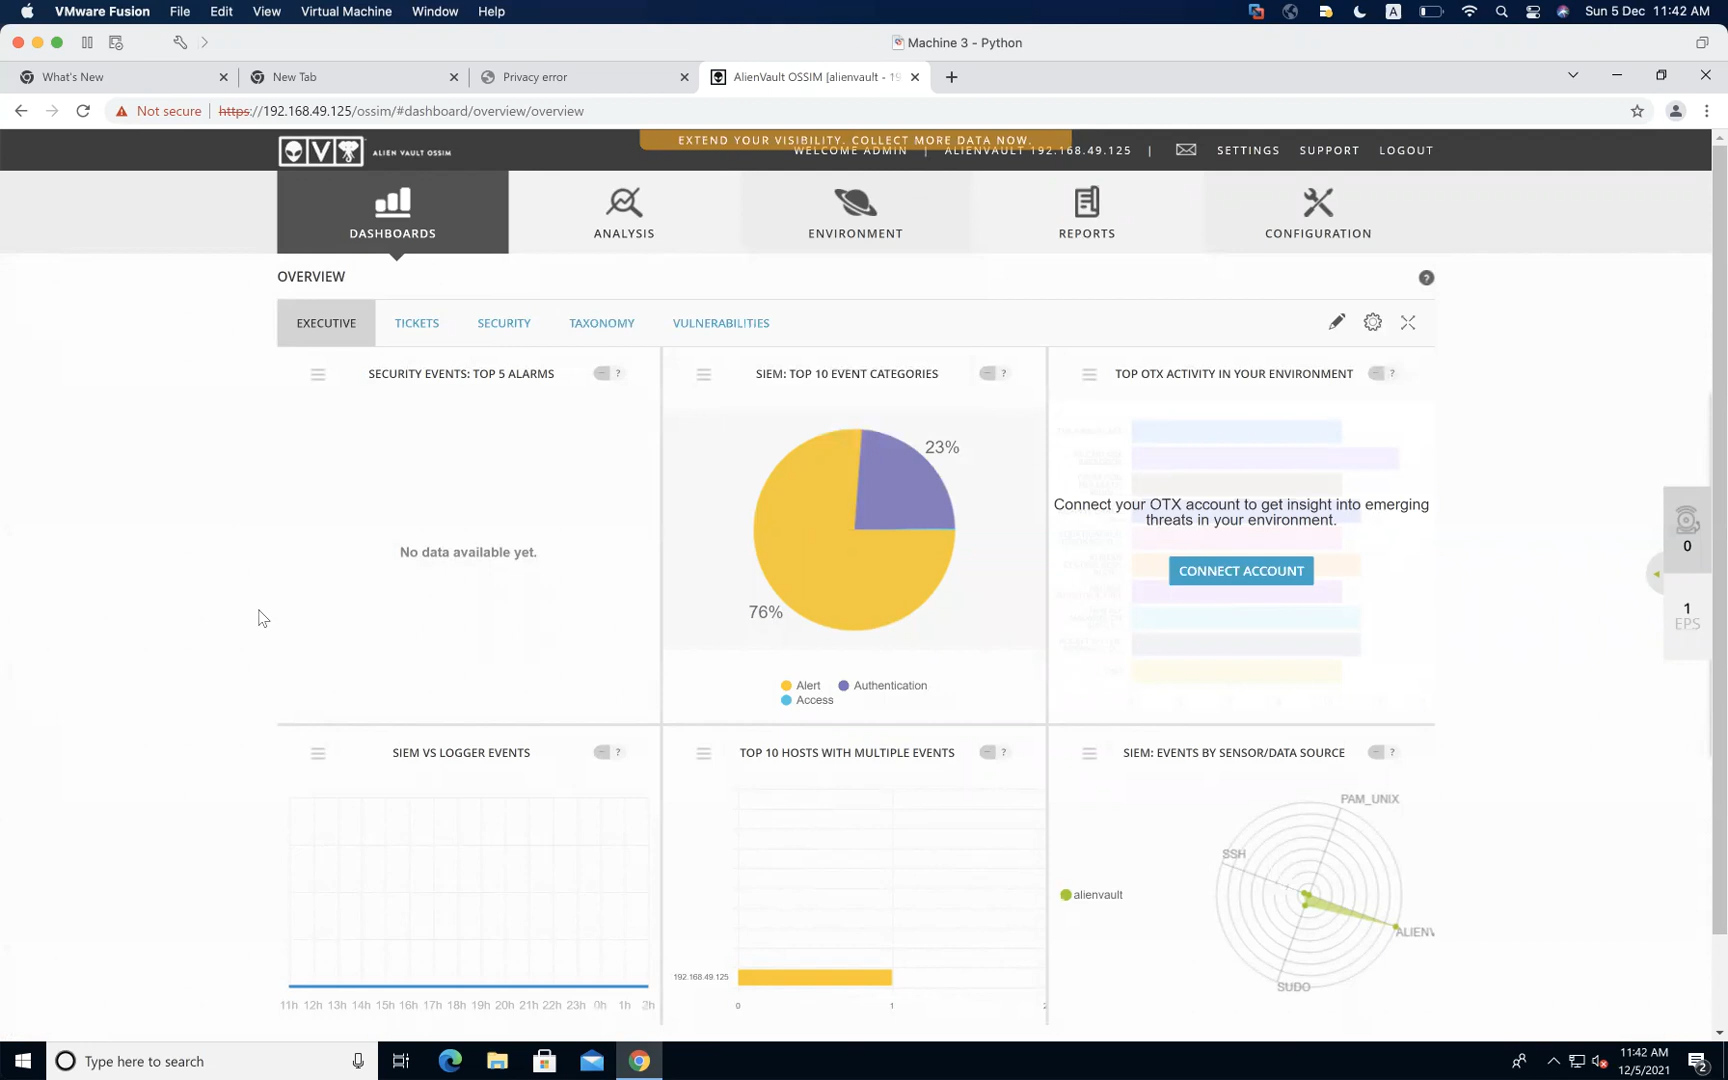 VMware Fusion File Edit View Virtual Machine Window Help A Sun 5 Dec 11:42 AM
Machine 3 - Python
What's New New Tab Privacy error AlienVault OSSIM [alienvault - 19
Not secure https://192.168.49.125/ossim/#dashboard/overview/overview
EXTEND YOUR VISIBILITY. COLLECT MORE DATA NOW.
V ALIEN VAULT OSSIM WELCOME ADMIN | ALIENVAULT 192.168.49.125 | SETTINGS SUPPORT LOGOUT
DASHBOARDS ANALYSIS ENVIRONMENT REPORTS CONFIGURATION
OVERVIEW ?
EXECUTIVE TICKETS SECURITY TAXONOMY VULNERABILITIES
SECURITY EVENTS: TOP 5 ALARMS ? SIEM: TOP 10 EVENT CATEGORIES ? TOP OTX ACTIVITY IN YOUR ENVIRONMENT ?
No data available yet.
23%
76%
Alert Authentication
Access
Connect your OTX account to get insight into emerging
threats in your environment.
CONNECT ACCOUNT
0
1
EPS
SIEM VS LOGGER EVENTS ? TOP 10 HOSTS WITH MULTIPLE EVENTS ? SIEM: EVENTS BY SENSOR/DATA SOURCE ?
11h 12h 13h 14h 15h 16h 17h 18h 19h 20h 21h 22h 23h 0h 1h 2h
192.168.49.125
0 1 2
alienvault
PAM_UNIX
SSH
ALIENV
SUDO
Type here to search
11:42 AM
12/5/2021
2